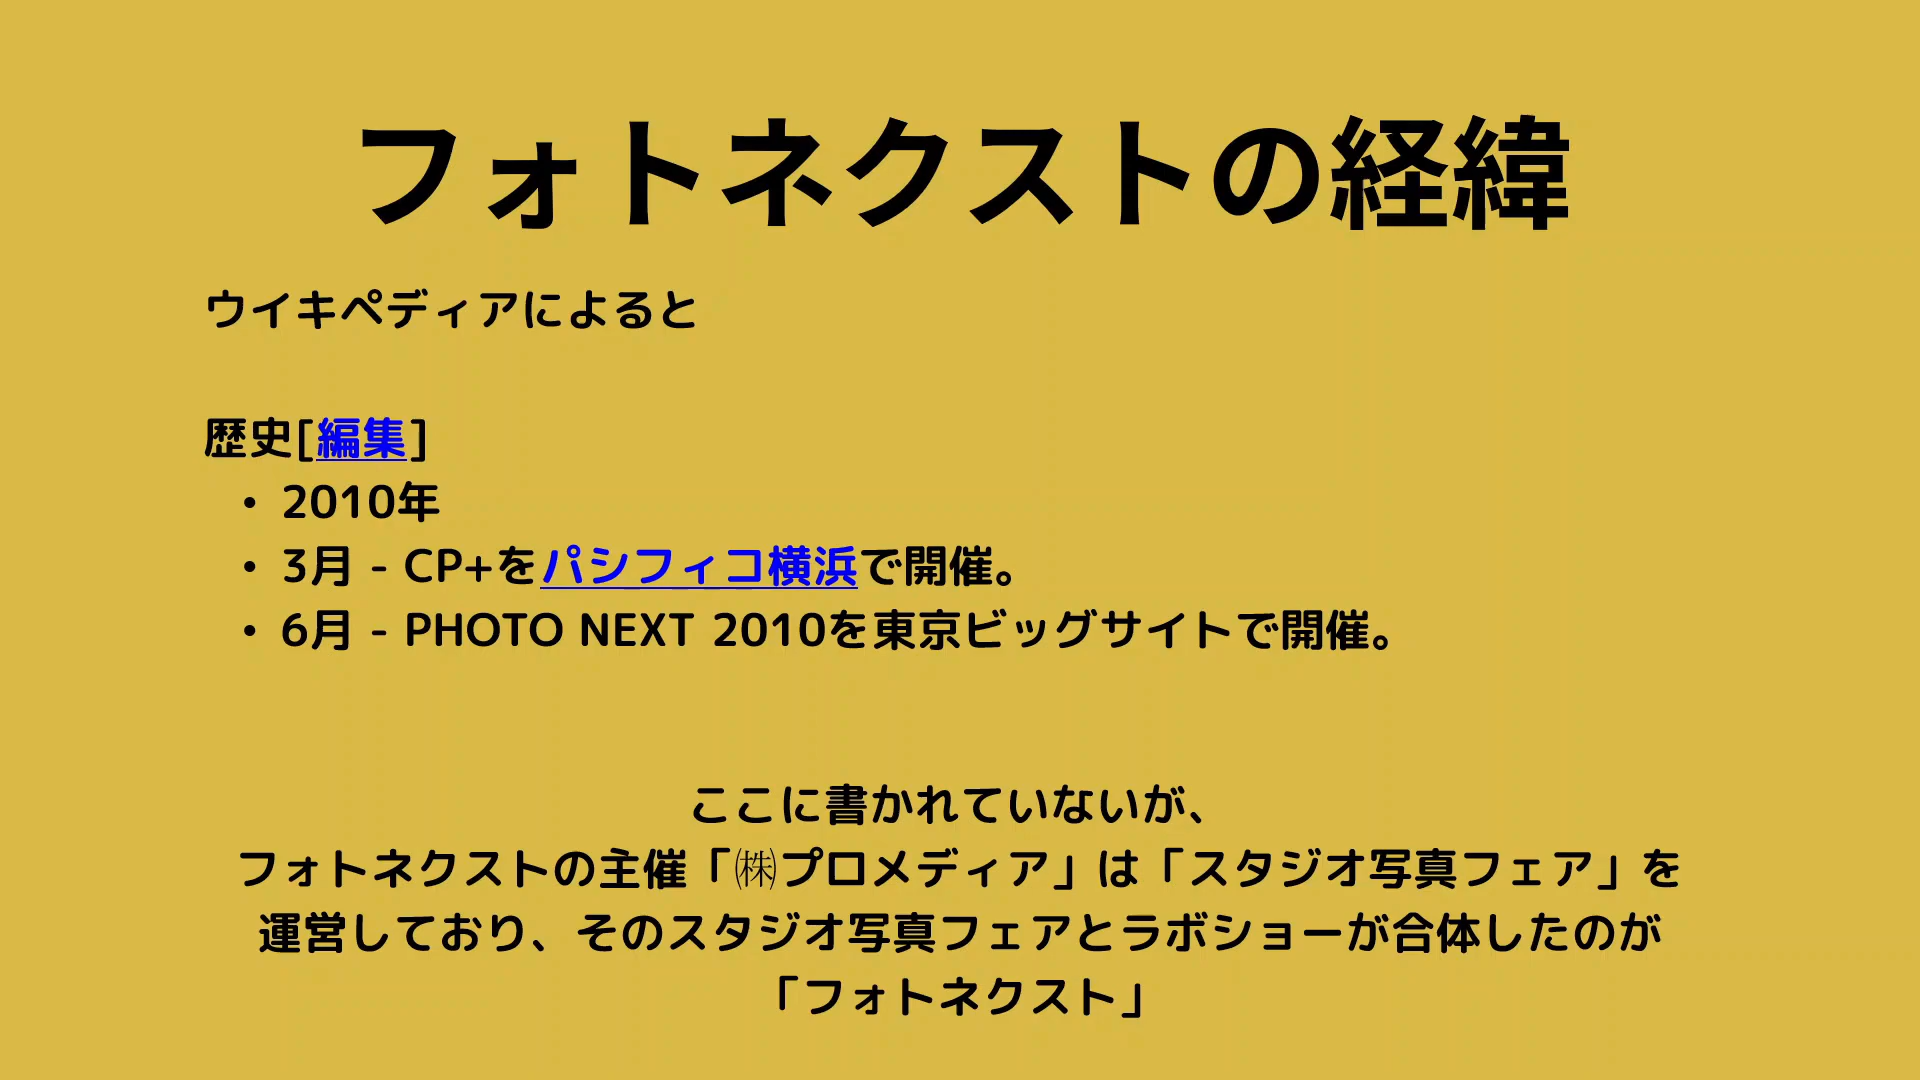 フォトネクストの経緯
ウイキペディアによると
歴史[編集]
• 2010年
• 3月 - CP+をパシフィコ横浜で開催。
• 6月 - PHOTO NEXT 2010を東京ビッグサイトで開催。
ここに書かれていないが、
フォトネクストの主催「㈱プロメディア」は「スタジオ写真フェア」を
運営しており、そのスタジオ写真フェアとラボショーが合体したのが
「フォトネクスト」